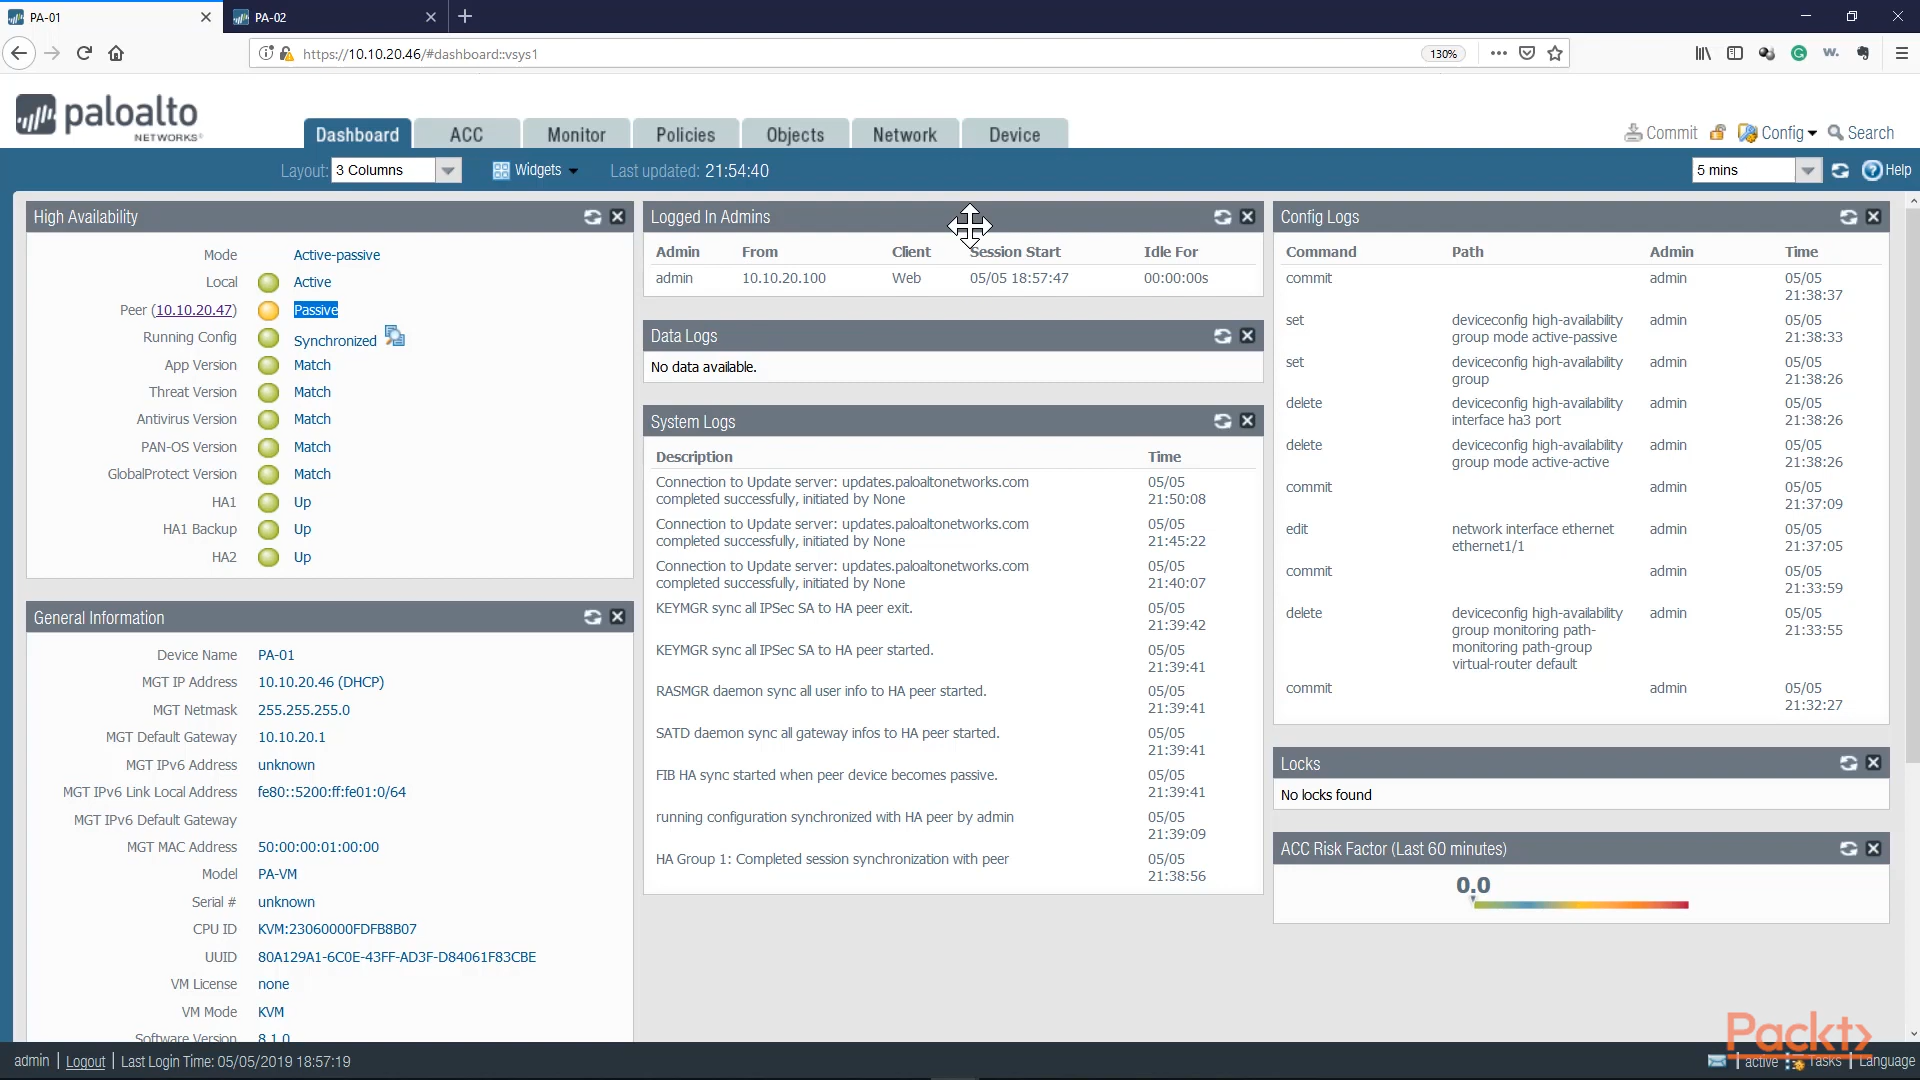 PA-01
PA-02
https://10.10.20.46/#dashboard::vsys1
130%
paloalto
NETWORKS
Dashboard
ACC
Monitor
Policies
Objects
Network
Device
Commit
Config
Search
Layout:
3 Columns
Widgets
Last updated: 21:54:40
5 mins
Help
High Availability
Mode Active-passive
Local Active
Peer (10.10.20.47) Passive
Running Config Synchronized
App Version Match
Threat Version Match
Antivirus Version Match
PAN-OS Version Match
GlobalProtect Version Match
HA1 Up
HA1 Backup Up
HA2 Up
General Information
Device Name PA-01
MGT IP Address 10.10.20.46 (DHCP)
MGT Netmask 255.255.255.0
MGT Default Gateway 10.10.20.1
MGT IPv6 Address unknown
MGT IPv6 Link Local Address fe80::5200:ff:fe01:0/64
MGT IPv6 Default Gateway
MGT MAC Address 50:00:00:01:00:00
Model PA-VM
Serial # unknown
CPU ID KVM:23060000FDFB8B07
UUID 80A129A1-6C0E-43FF-AD3F-D84061F83CBE
VM License none
VM Mode KVM
Software Version 8.1.0
Logged In Admins
Admin From Client Session Start Idle For
admin 10.10.20.100 Web 05/05 18:57:47 00:00:00s
Data Logs
No data available.
System Logs
Description Time
Connection to Update server: updates.paloaltonetworks.com 05/05
completed successfully, initiated by None 21:50:08
Connection to Update server: updates.paloaltonetworks.com 05/05
completed successfully, initiated by None 21:45:22
Connection to Update server: updates.paloaltonetworks.com 05/05
completed successfully, initiated by None 21:40:07
KEYMGR sync all IPSec SA to HA peer exit. 05/05
21:39:42
KEYMGR sync all IPSec SA to HA peer started. 05/05
21:39:41
RASMGR daemon sync all user info to HA peer started. 05/05
21:39:41
SATD daemon sync all gateway infos to HA peer started. 05/05
21:39:41
FIB HA sync started when peer device becomes passive. 05/05
21:39:41
running configuration synchronized with HA peer by admin 05/05
21:39:09
HA Group 1: Completed session synchronization with peer 05/05
21:38:56
Config Logs
Command Path Admin Time
commit admin 05/05
21:38:37
set deviceconfig high-availability admin 05/05
group mode active-passive 21:38:33
set deviceconfig high-availability admin 05/05
group 21:38:26
delete deviceconfig high-availability admin 05/05
interface ha3 port 21:38:26
delete deviceconfig high-availability admin 05/05
group mode active-active 21:38:26
commit admin 05/05
21:37:09
edit network interface ethernet admin 05/05
ethernet1/1 21:37:05
commit admin 05/05
21:33:59
delete deviceconfig high-availability admin 05/05
group monitoring path- 21:33:55
monitoring path-group
virtual-router default
commit admin 05/05
21:32:27
Locks
No locks found
ACC Risk Factor (Last 60 minutes)
0.0
Packt
admin | Logout | Last Login Time: 05/05/2019 18:57:19
active
Tasks
Language